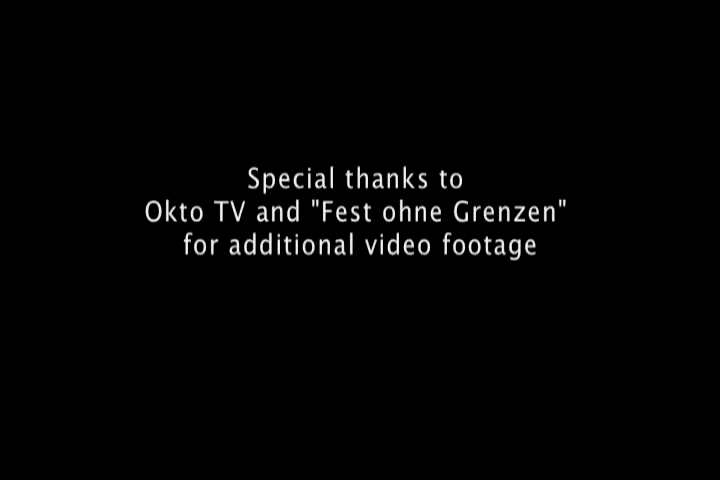 Special thanks to
Okto TV and "Fest ohne Grenzen"
for additional video footage